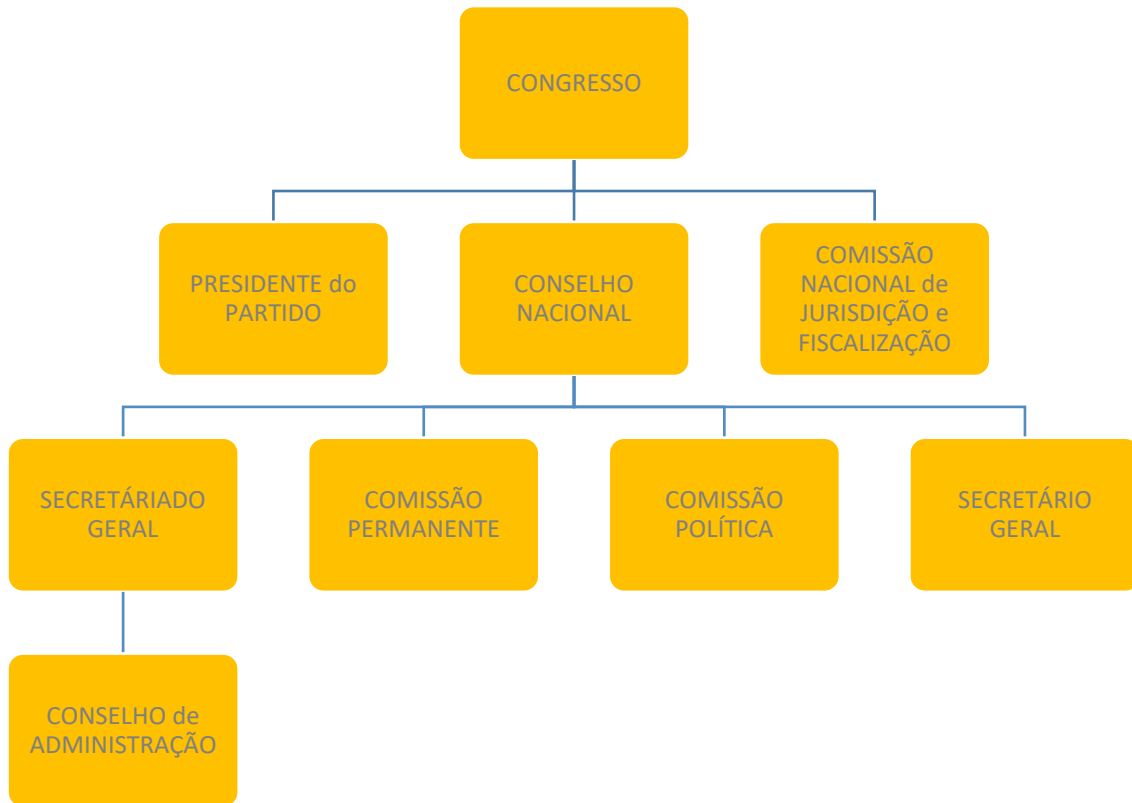 CONGRESSO
PRESIDENTE do
PARTIDO
CONSELHO
NACIONAL
COMISSÃO
NACIONAL de
JURISDIÇÃO e
FISCALIZAÇÃO
SECRETÁRIADO
GERAL
COMISSÃO
PERMANENTE
COMISSÃO
POLÍTICA
SECRETÁRIO
GERAL
CONSELHO de
ADMINISTRAÇÃO